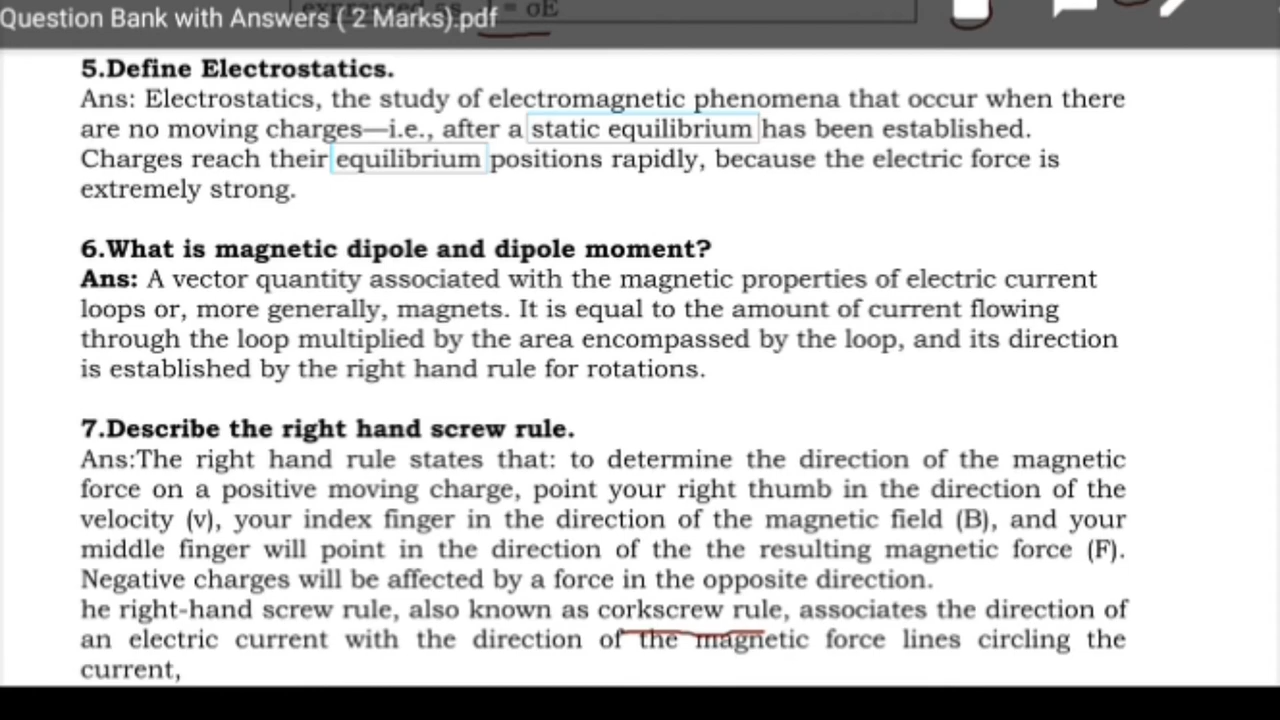 = σE
Question Bank with Answers ( 2 Marks).pdf
5.Define Electrostatics.
Ans: Electrostatics, the study of electromagnetic phenomena that occur when there
are no moving charges—i.e., after a static equilibrium has been established.
Charges reach their equilibrium positions rapidly, because the electric force is
extremely strong.
6.What is magnetic dipole and dipole moment?
Ans: A vector quantity associated with the magnetic properties of electric current
loops or, more generally, magnets. It is equal to the amount of current flowing
through the loop multiplied by the area encompassed by the loop, and its direction
is established by the right hand rule for rotations.
7.Describe the right hand screw rule.
Ans:The right hand rule states that: to determine the direction of the magnetic
force on a positive moving charge, point your right thumb in the direction of the
velocity (v), your index finger in the direction of the magnetic field (B), and your
middle finger will point in the direction of the the resulting magnetic force (F).
Negative charges will be affected by a force in the opposite direction.
he right-hand screw rule, also known as corkscrew rule, associates the direction of
an electric current with the direction of the magnetic force lines circling the
current,